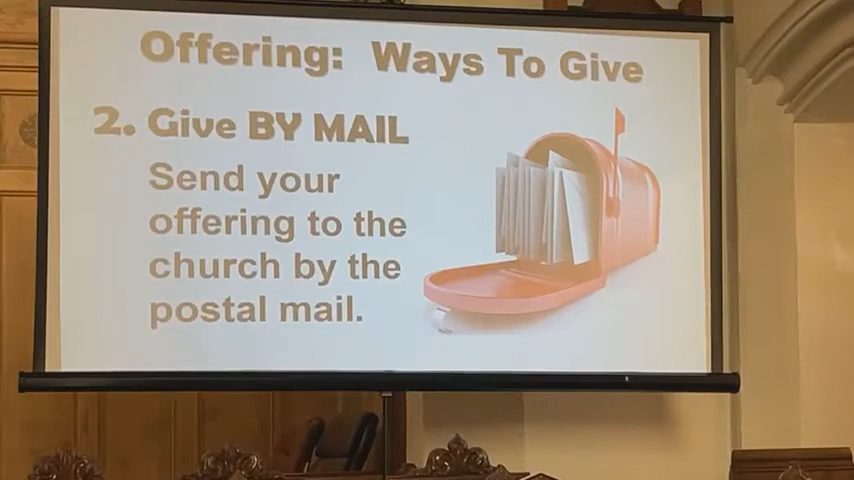 Offering: Ways To Give
2. Give BY MAIL
Send your
offering to the
church by the
postal mail.